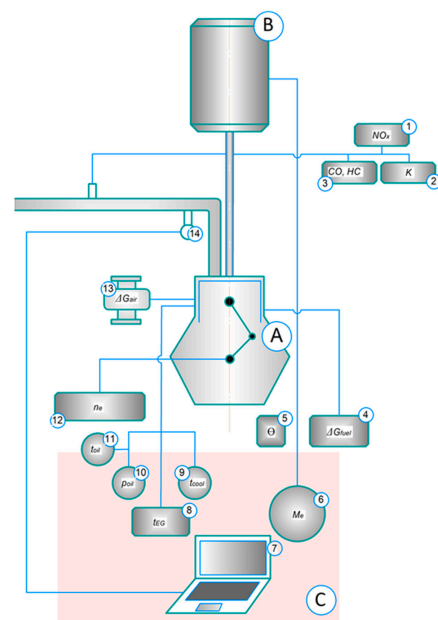 B
1
NOx
3
CO, HC
K
2
14
13
ΔGair
A
12
ne
5
Θ
4
ΔGfuel
11
toil
10
poil
9
tcool
8
tEG
6
Me
7
C